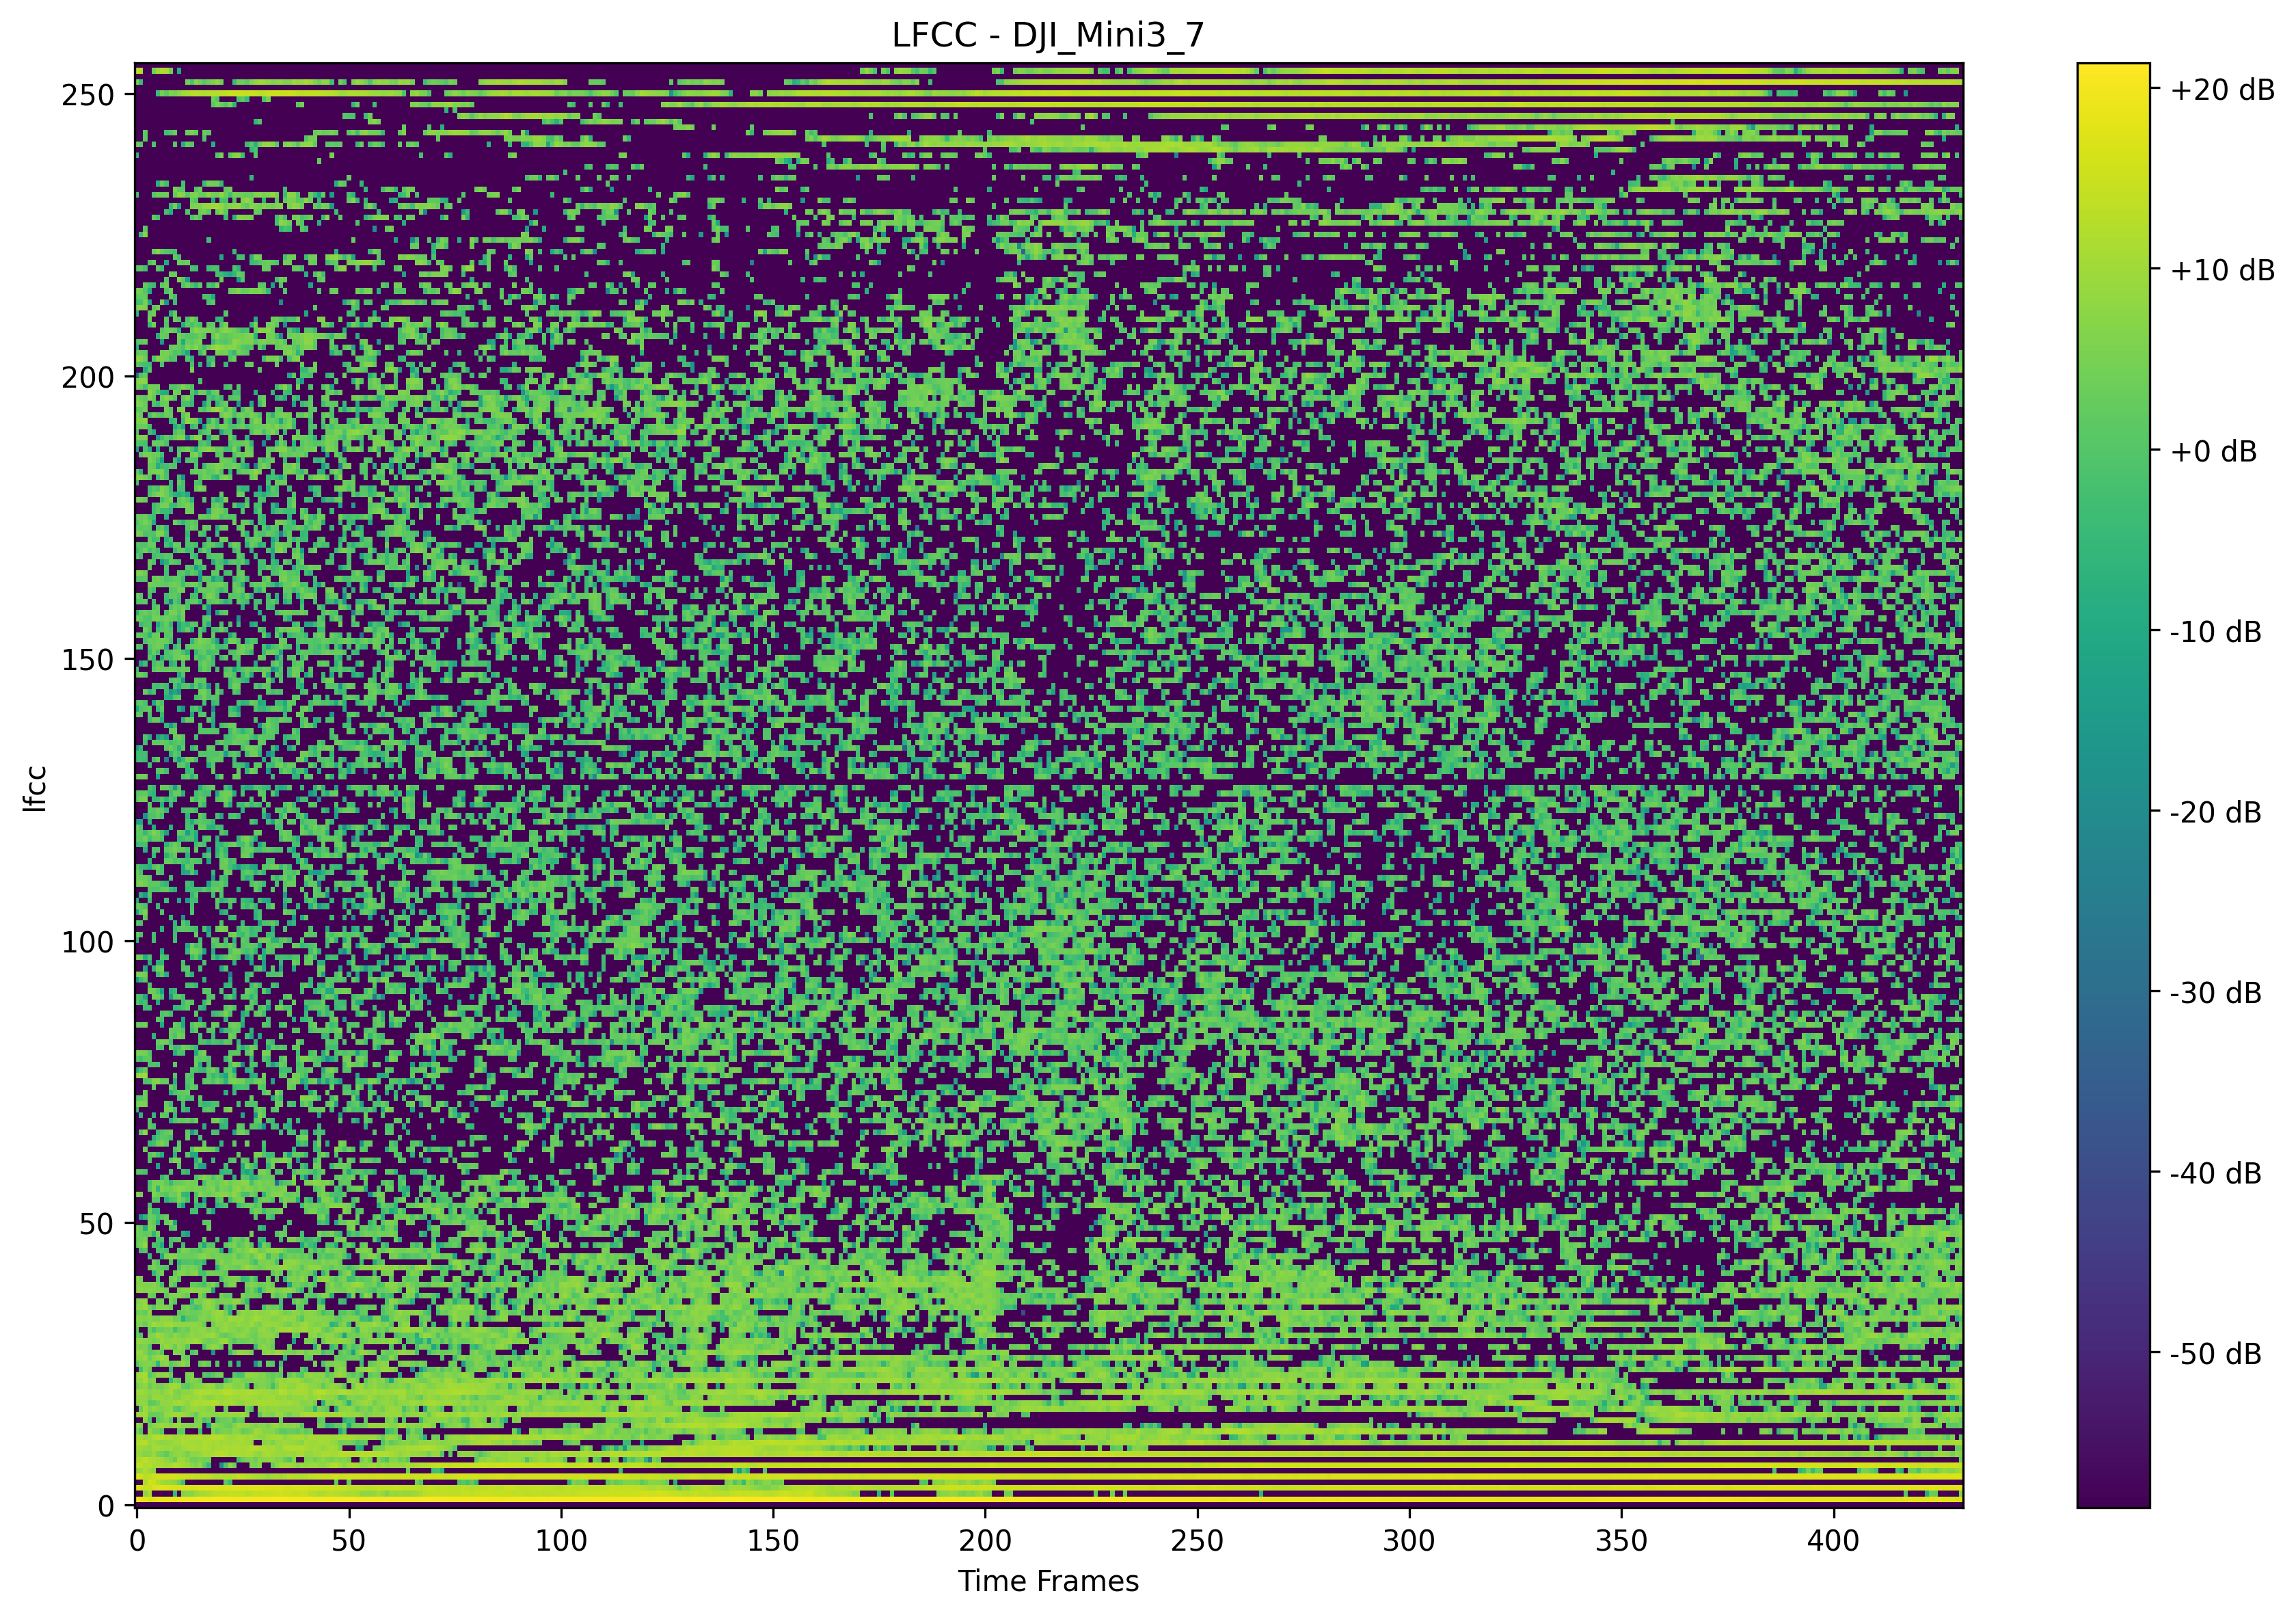 LFCC - DJI_Mini3_7
250
200
150
100
50
0
lfcc
0 50 100 150 200 250 300 350 400
Time Frames
+20 dB
+10 dB
+0 dB
-10 dB
-20 dB
-30 dB
-40 dB
-50 dB